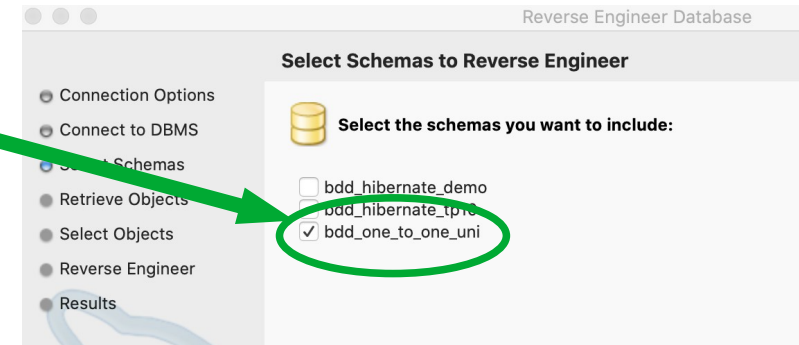 Reverse Engineer Database
Select Schemas to Reverse Engineer
Connection Options
Connect to DBMS
Schemas
Retrieve Objects
Select Objects
Reverse Engineer
Results
Select the schemas you want to include:
bdd_hibernate_demo
bdd_one_to_one_uni